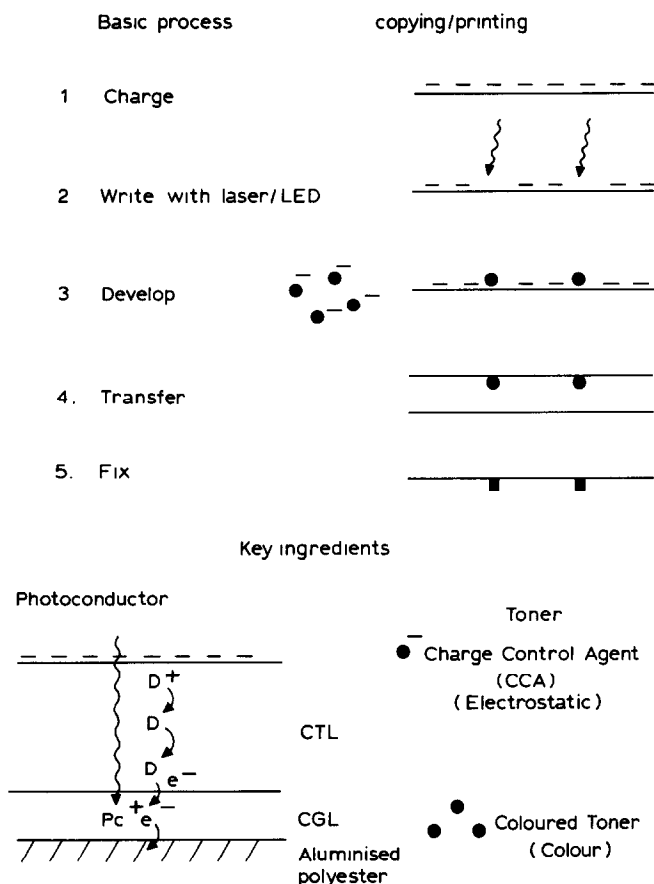 Basic process copying/printing
1 Charge
2 Write with laser/LED
3 Develop
4. Transfer
5. Fix
Key ingredients
Photoconductor
Toner
D+
D
D
e−
CTL
Pc+ e−
CGL
Aluminised
polyester
− Charge Control Agent
(CCA)
(Electrostatic)
Coloured Toner
(Colour)